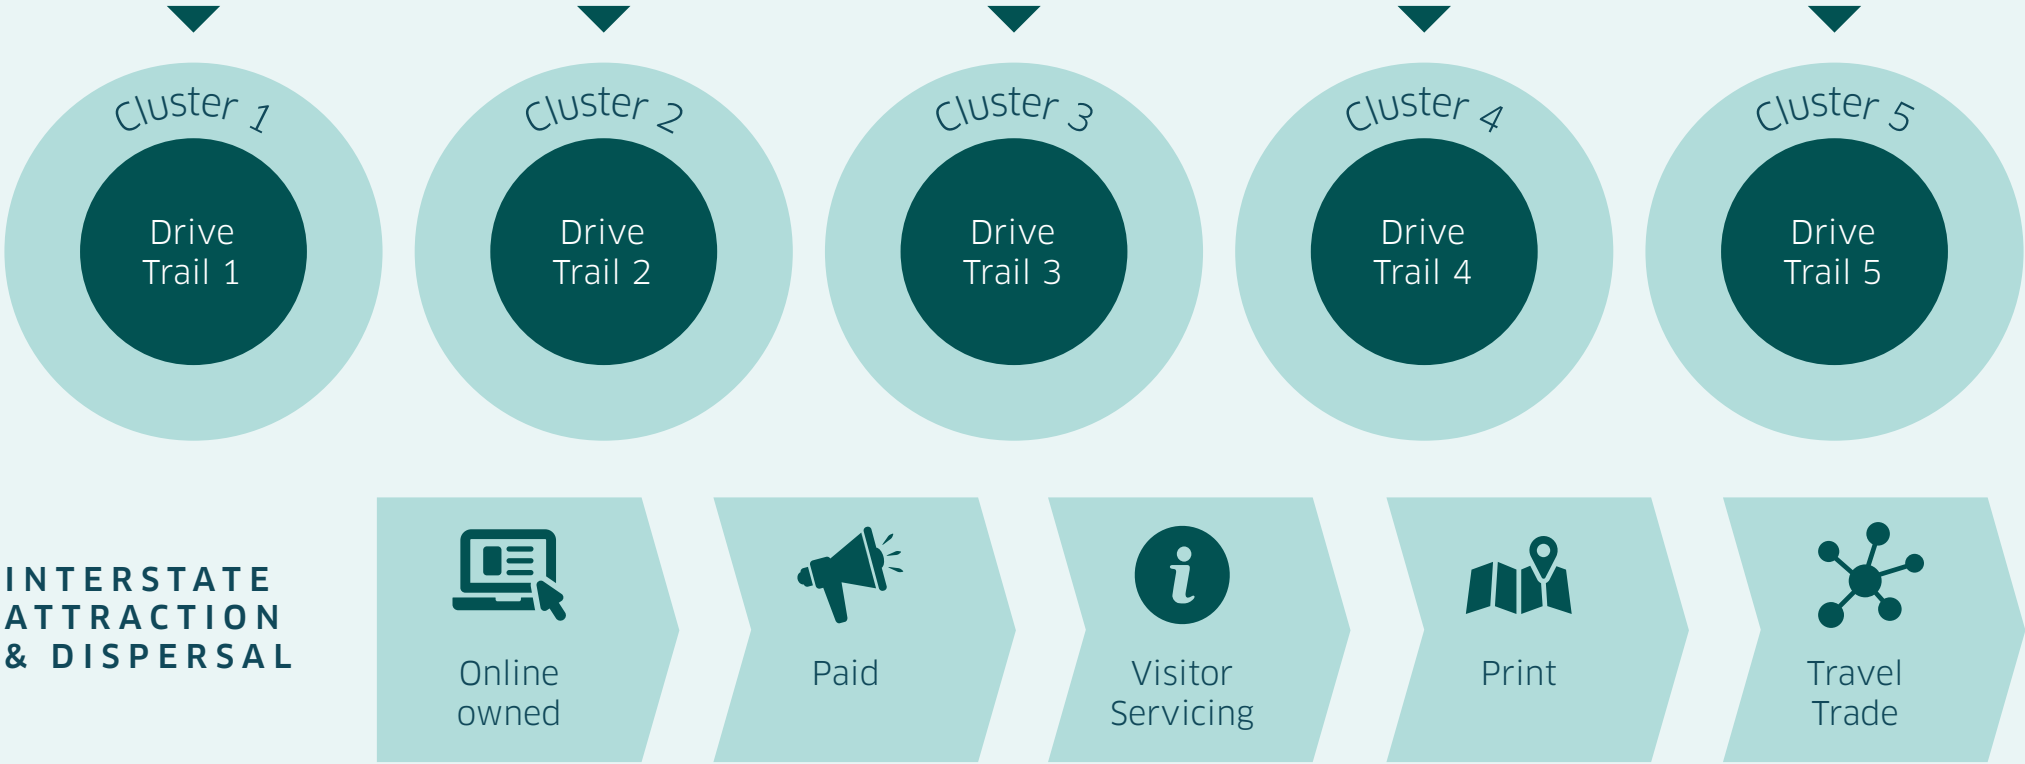 Cluster 1
Drive
Trail 1
Cluster 2
Drive
Trail 2
Cluster 3
Drive
Trail 3
Cluster 4
Drive
Trail 4
Cluster 5
Drive
Trail 5
INTERSTATE
ATTRACTION
& DISPERSAL
Online
owned
Paid
Visitor
Servicing
Print
Travel
Trade